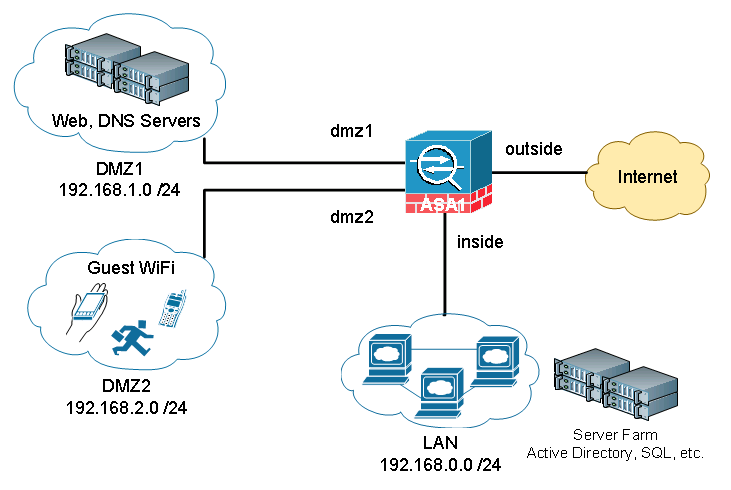 Web, DNS Servers
DMZ1
192.168.1.0 /24
dmz1
dmz2
ASA1
outside
Internet
inside
Guest WiFi
DMZ2
192.168.2.0 /24
LAN
192.168.0.0 /24
Server Farm
Active Directory, SQL, etc.